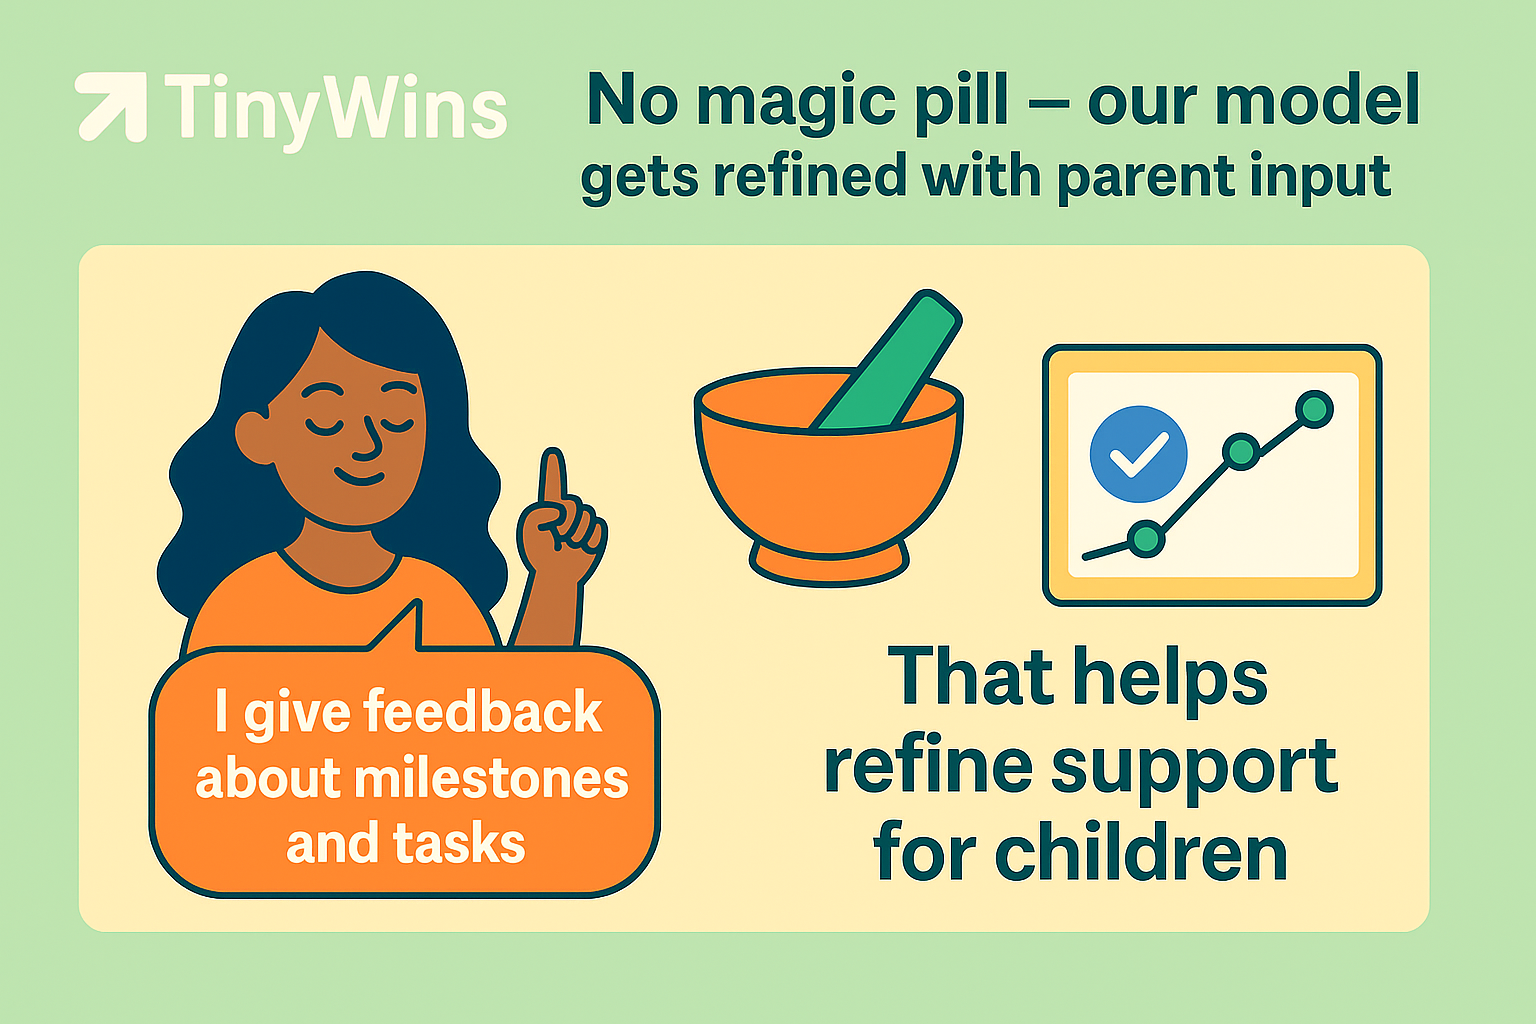 TinyWins
No magic pill – our model
gets refined with parent input
I give feedback
about milestones
and tasks
That helps
refine support
for children